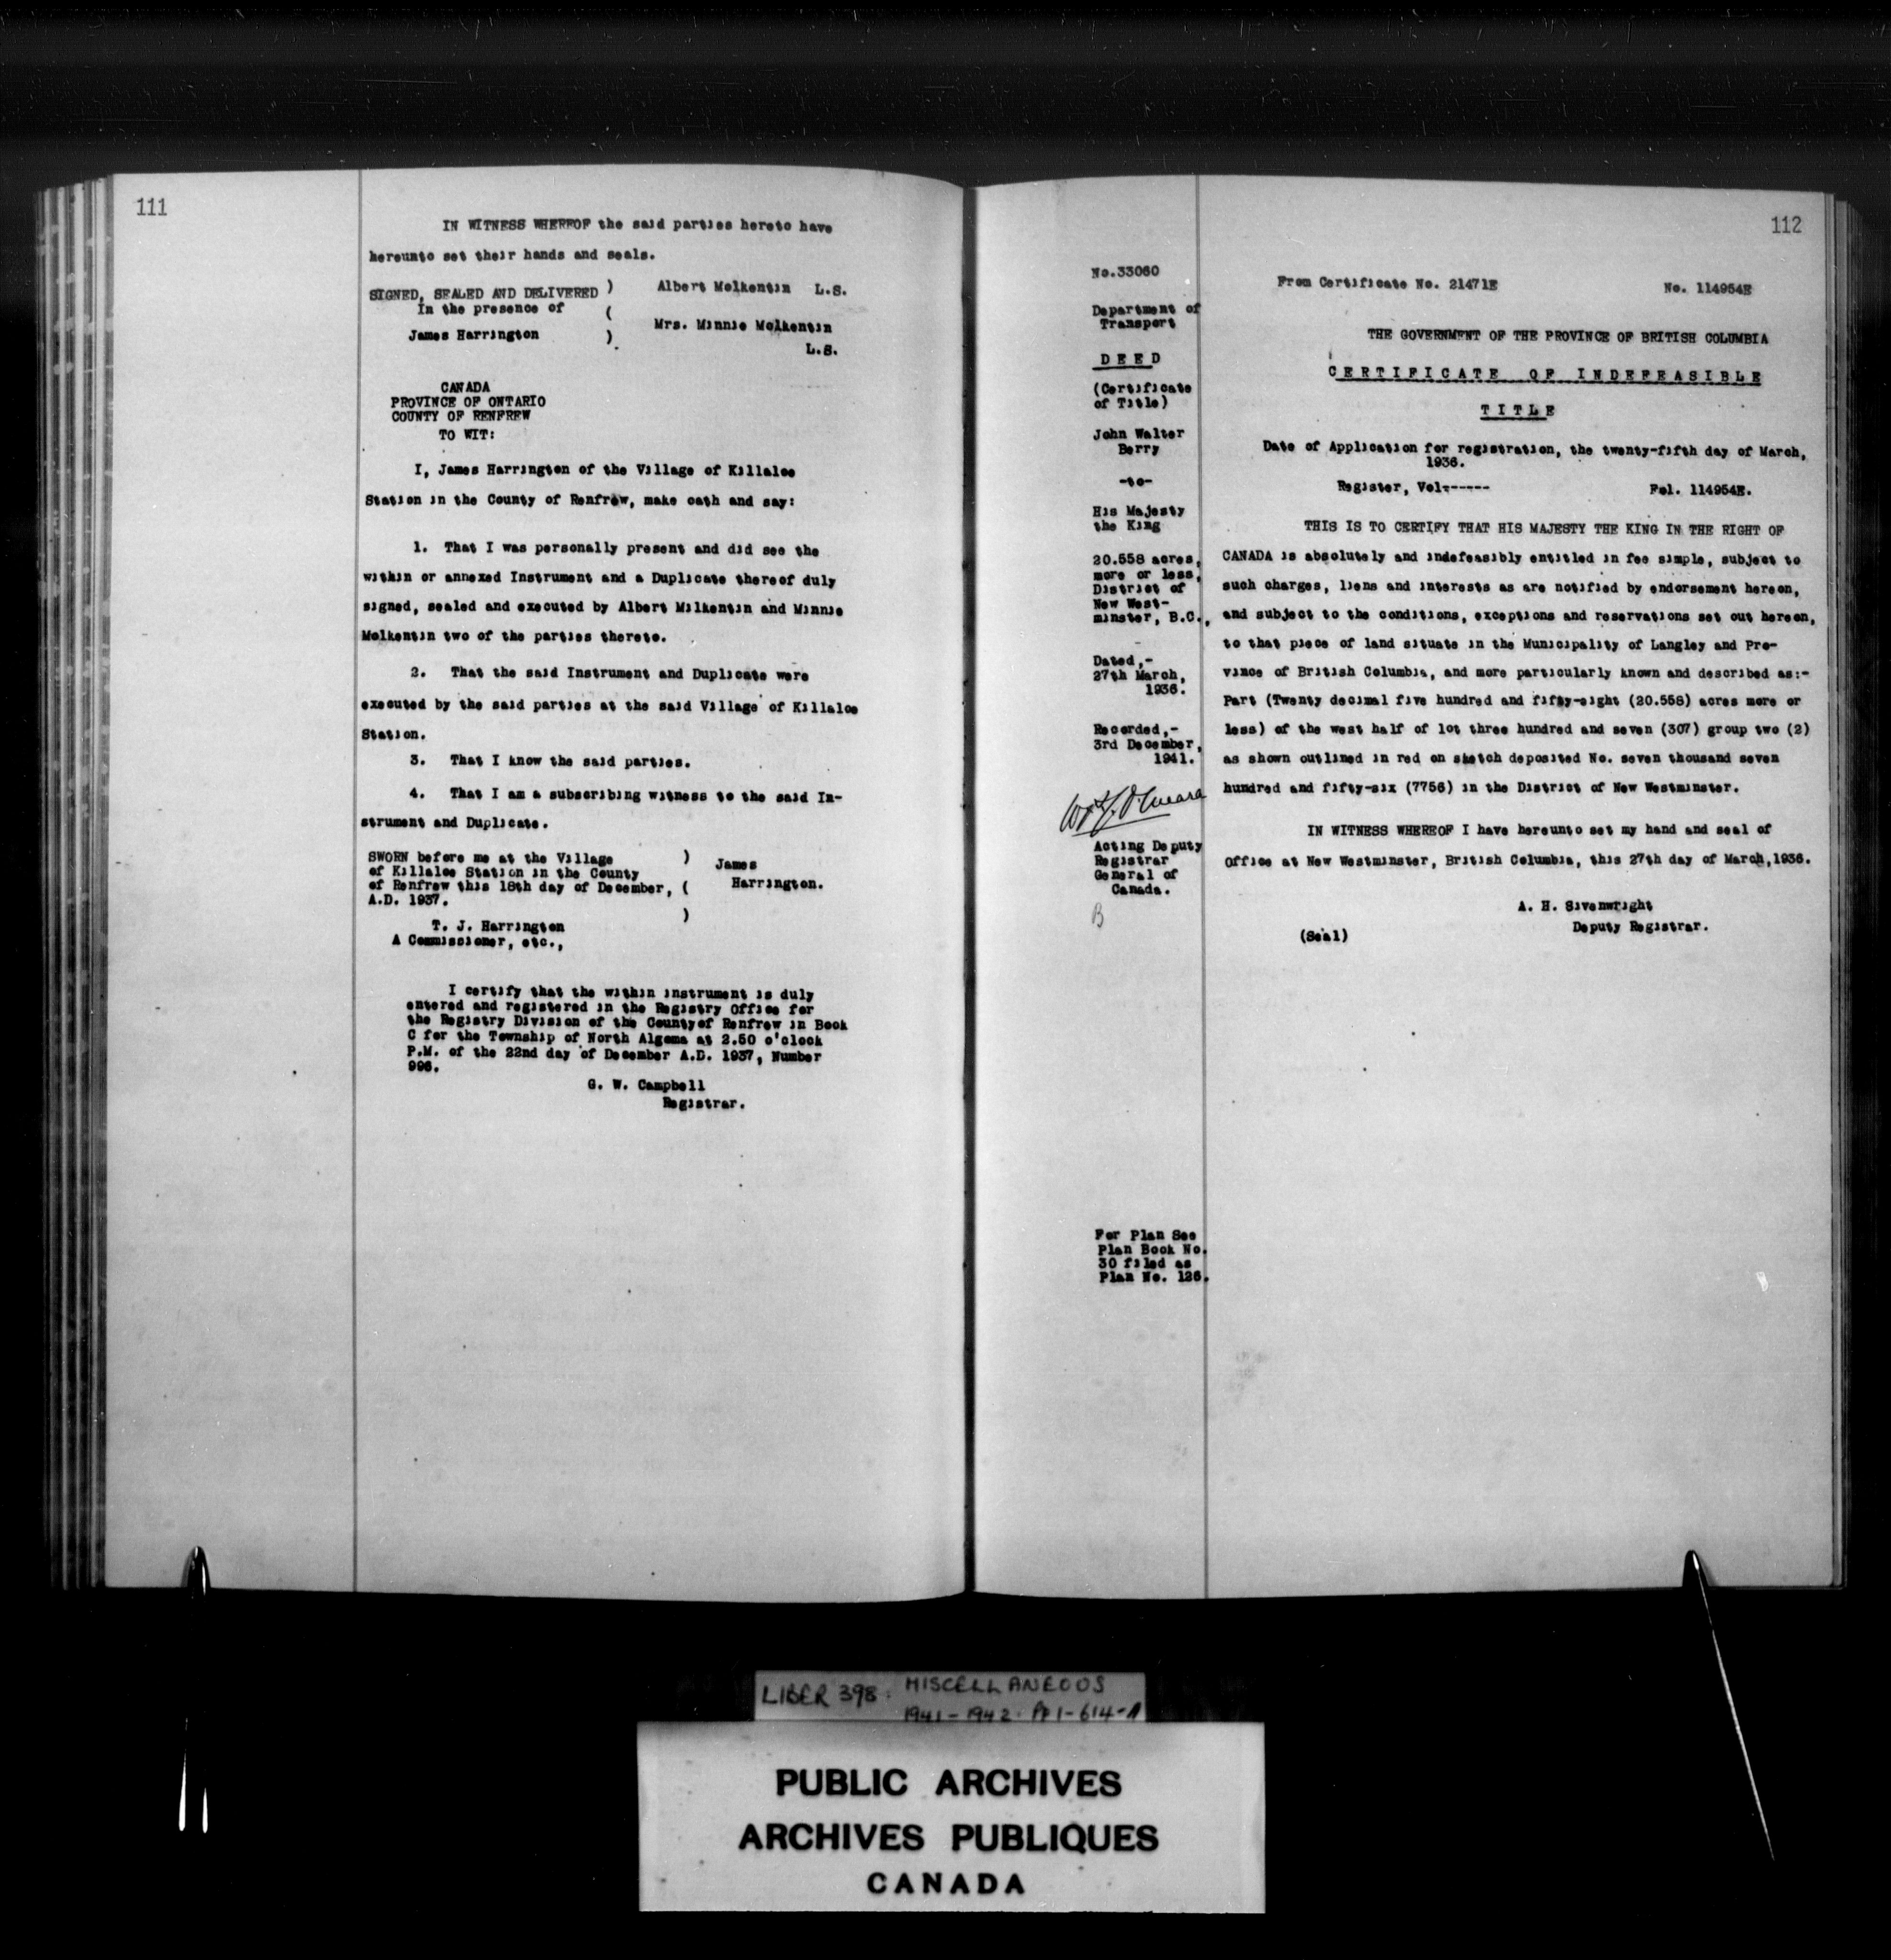 111
IN WITNESS WHEREOF the said parties hereto have
hereunto set their hands and seals.
SIGNED, SEALED AND DELIVERED ) Albert Molkentin L.S.
In the presence of (
Mrs. Minnie Molkentin
James Harrington )
L.S.
CANADA
PROVINCE OF ONTARIO
COUNTY OF RENFREW
TO WIT:
I, James Harrington of the Village of Killaloe
Station in the County of Renfrew, make oath and say:
1. That I was personally present and did see the
within or annexed Instrument and a Duplicate thereof duly
signed, sealed and executed by Albert Milkentin and Minnie
Molkentin two of the parties thereto.
2. That the said Instrument and Duplicate were
executed by the said parties at the said Village of Killaloe
Station.
3. That I know the said parties.
4. That I am a subscribing witness to the said In-
strument and Duplicate.
SWORN before me at the Village )
of Killaloe Station in the County James
of Renfrew this 18th day of December, ( Harrington.
A.D. 1937.
)
T. J. Harrington
A Commissioner, etc.,
I certify that the within instrument is duly
entered and registered in the Registry Office for
the Registry Division of the Countyof Renfrew in Book
C for the Township of North Algoma at 2.50 o'clock
P.M. of the 22nd day of December A.D. 1937, Number
996.
G. W. Campbell
Registrar.
112
No.33060
Department of
Transport
DEED
(Certificate
of Title)
John Walter
Berry
-to-
His Majesty
the King
20.558 acres,
more or less,
District of
New West-
minster, B.C.,
Dated,-
27th March,
1936.
Recorded,-
3rd December,
1941.
Acting Deputy
Registrar
General of
Canada.
B
For Plan See
Plan Book No.
30 filed as
Plan No. 126.
From Certificate No. 21471E No. 114954E
THE GOVERNMENT OF THE PROVINCE OF BRITISH COLUMBIA
CERTIFICATE OF INDEFEASIBLE
TITLE
Date of Application for registration, the twenty-fifth day of March,
1936.
Register, Vol------ Fol. 114954E.
THIS IS TO CERTIFY THAT HIS MAJESTY THE KING IN THE RIGHT OF
CANADA is absolutely and indefeasibly entitled in fee simple, subject to
such charges, liens and interests as are notified by endorsement hereon,
and subject to the conditions, exceptions and reservations set out hereon,
to that piece of land situate in the Municipality of Langley and Pro-
vince of British Columbia, and more particularly known and described as:-
Part (Twenty decimal five hundred and fifty-eight (20.558) acres more or
less) of the west half of lot three hundred and seven (307) group two (2)
as shown outlined in red on sketch deposited No. seven thousand seven
hundred and fifty-six (7756) in the District of New Westminster.
IN WITNESS WHEREOF I have hereunto set my hand and seal of
Office at New Westminster, British Columbia, this 27th day of March,1936.
A. H. Sivenwright
Deputy Registrar.
(Seal)
LIBER 398. MISCELLANEOUS
1941-1942. PP 1-614-A
PUBLIC ARCHIVES
ARCHIVES PUBLIQUES
CANADA